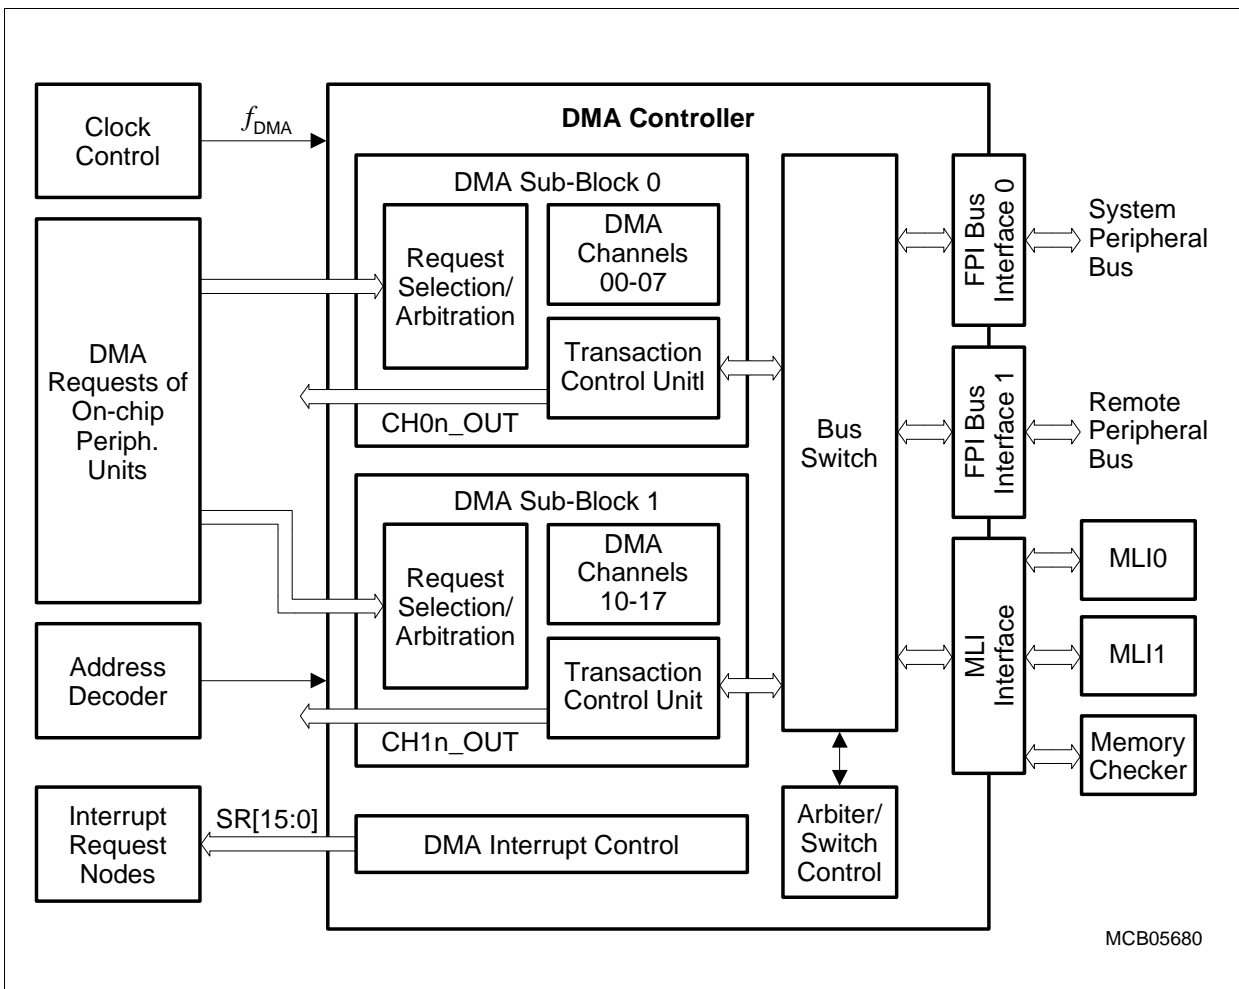 Clock
Control
f DMA
DMA Controller
DMA Sub-Block 0
Request
Selection/
Arbitration
DMA
Channels
00-07
Transaction
Control Unitl
CH0n_OUT
DMA
Requests of
On-chip
Periph.
Units
DMA Sub-Block 1
Request
Selection/
Arbitration
DMA
Channels
10-17
Transaction
Control Unit
CH1n_OUT
Address
Decoder
Interrupt
Request
Nodes
SR[15:0]
DMA Interrupt Control
Bus
Switch
Arbiter/
Switch
Control
FPI Bus
Interface 0
System
Peripheral
Bus
FPI Bus
Interface 1
Remote
Peripheral
Bus
MLI
Interface
MLI0
MLI1
Memory
Checker
MCB05680